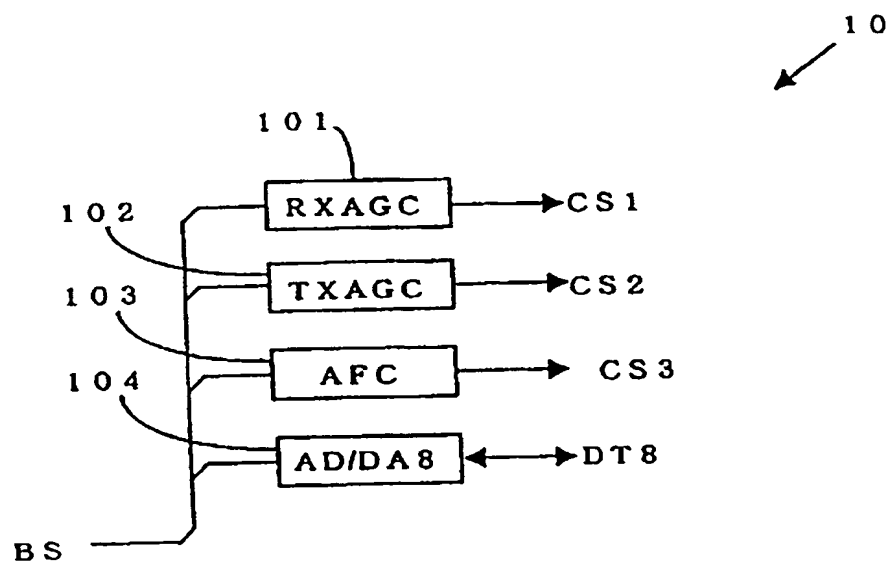 10
101
RXAGC CS1
102
TXAGC CS2
103
AFC CS3
104
AD/DA8 DT8
BS